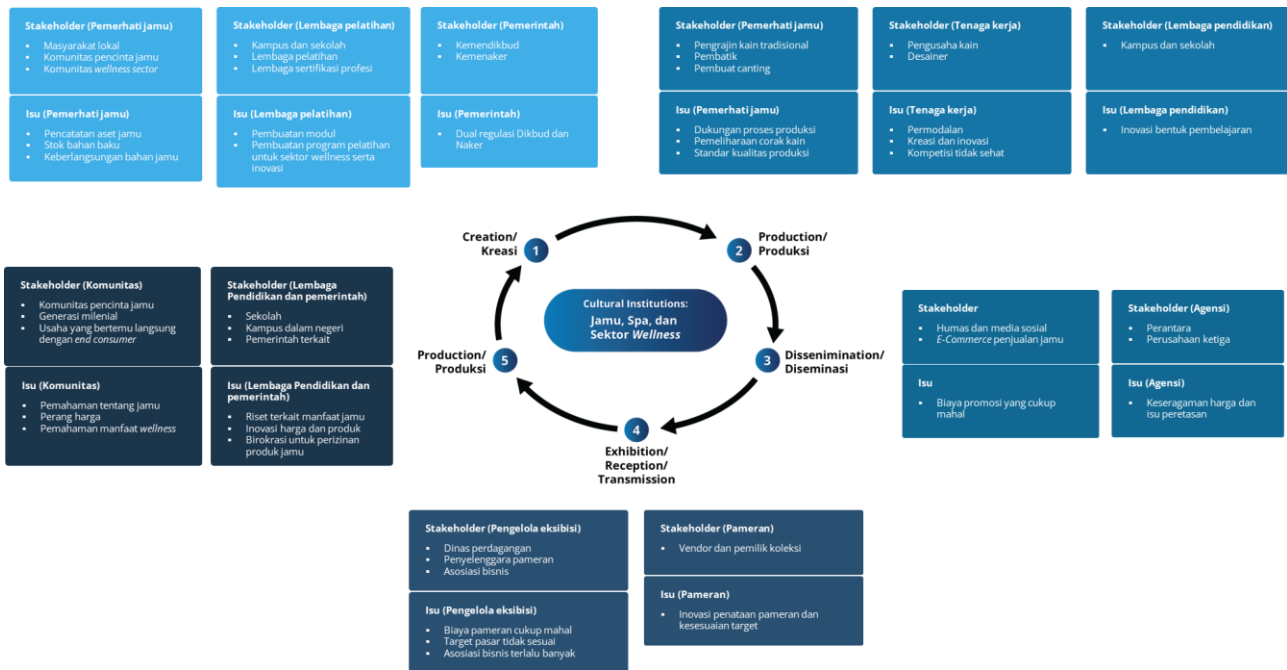 Stakeholder (Pemerhati jamu)
▪ Masyarakat lokal
▪ Komunitas pencinta jamu
▪ Komunitas wellness sector
Isu (Pemerhati jamu)
▪ Pencatatan aset jamu
▪ Stok bahan baku
▪ Keberlangsungan bahan jamu
Stakeholder (Lembaga pelatihan)
▪ Kampus dan sekolah
▪ Lembaga pelatihan
▪ Lembaga sertifikasi profesi
Isu (Lembaga pelatihan)
▪ Pembuatan modul
▪ Pembuatan program pelatihan
untuk sektor wellness serta
inovasi
Stakeholder (Pemerintah)
▪ Kemendikbud
▪ Kemenaker
Isu (Pemerintah)
▪ Dual regulasi Dikbud dan
Naker
Stakeholder (Pemerhati jamu)
▪ Pengrajin kain tradisional
▪ Pembatik
▪ Pembuat canting
Isu (Pemerhati jamu)
▪ Dukungan proses produksi
▪ Pemeliharaan corak kain
▪ Standar kualitas produksi
Stakeholder (Tenaga kerja)
▪ Pengusaha kain
▪ Desainer
Isu (Tenaga kerja)
▪ Permodalan
▪ Kreasi dan inovasi
▪ Kompetisi tidak sehat
Stakeholder (Lembaga pendidikan)
▪ Kampus dan sekolah
Isu (Lembaga pendidikan)
▪ Inovasi bentuk pembelajaran
Creation/
Kreasi
1
2
Production/
Produksi
Cultural Institutions:
Jamu, Spa, dan
Sektor Wellness
Production/
Produksi
5
3
Dissenimination/
Diseminasi
4
Exhibition/
Reception/
Transmission
Stakeholder (Komunitas)
▪ Komunitas pencinta jamu
▪ Generasi milenial
▪ Usaha yang bertemu langsung
dengan end consumer
Isu (Komunitas)
▪ Pemahaman tentang jamu
▪ Perang harga
▪ Pemahaman manfaat wellness
Stakeholder (Lembaga
Pendidikan dan pemerintah)
▪ Sekolah
▪ Kampus dalam negeri
▪ Pemerintah terkait
Isu (Lembaga Pendidikan dan
pemerintah)
▪ Riset terkait manfaat jamu
▪ Inovasi harga dan produk
▪ Birokrasi untuk perizinan
produk jamu
Stakeholder
▪ Humas dan media sosial
▪ E-Commerce penjualan jamu
Isu
▪ Biaya promosi yang cukup
mahal
Stakeholder (Agensi)
▪ Perantara
▪ Perusahaan ketiga
Isu (Agensi)
▪ Keseragaman harga dan
isu peretasan
Stakeholder (Pengelola eksibisi)
▪ Dinas perdagangan
▪ Penyelenggara pameran
▪ Asosiasi bisnis
Isu (Pengelola eksibisi)
▪ Biaya pameran cukup mahal
▪ Target pasar tidak sesuai
▪ Asosiasi bisnis terlalu banyak
Stakeholder (Pameran)
▪ Vendor dan pemilik koleksi
Isu (Pameran)
▪ Inovasi penataan pameran dan
kesesuaian target